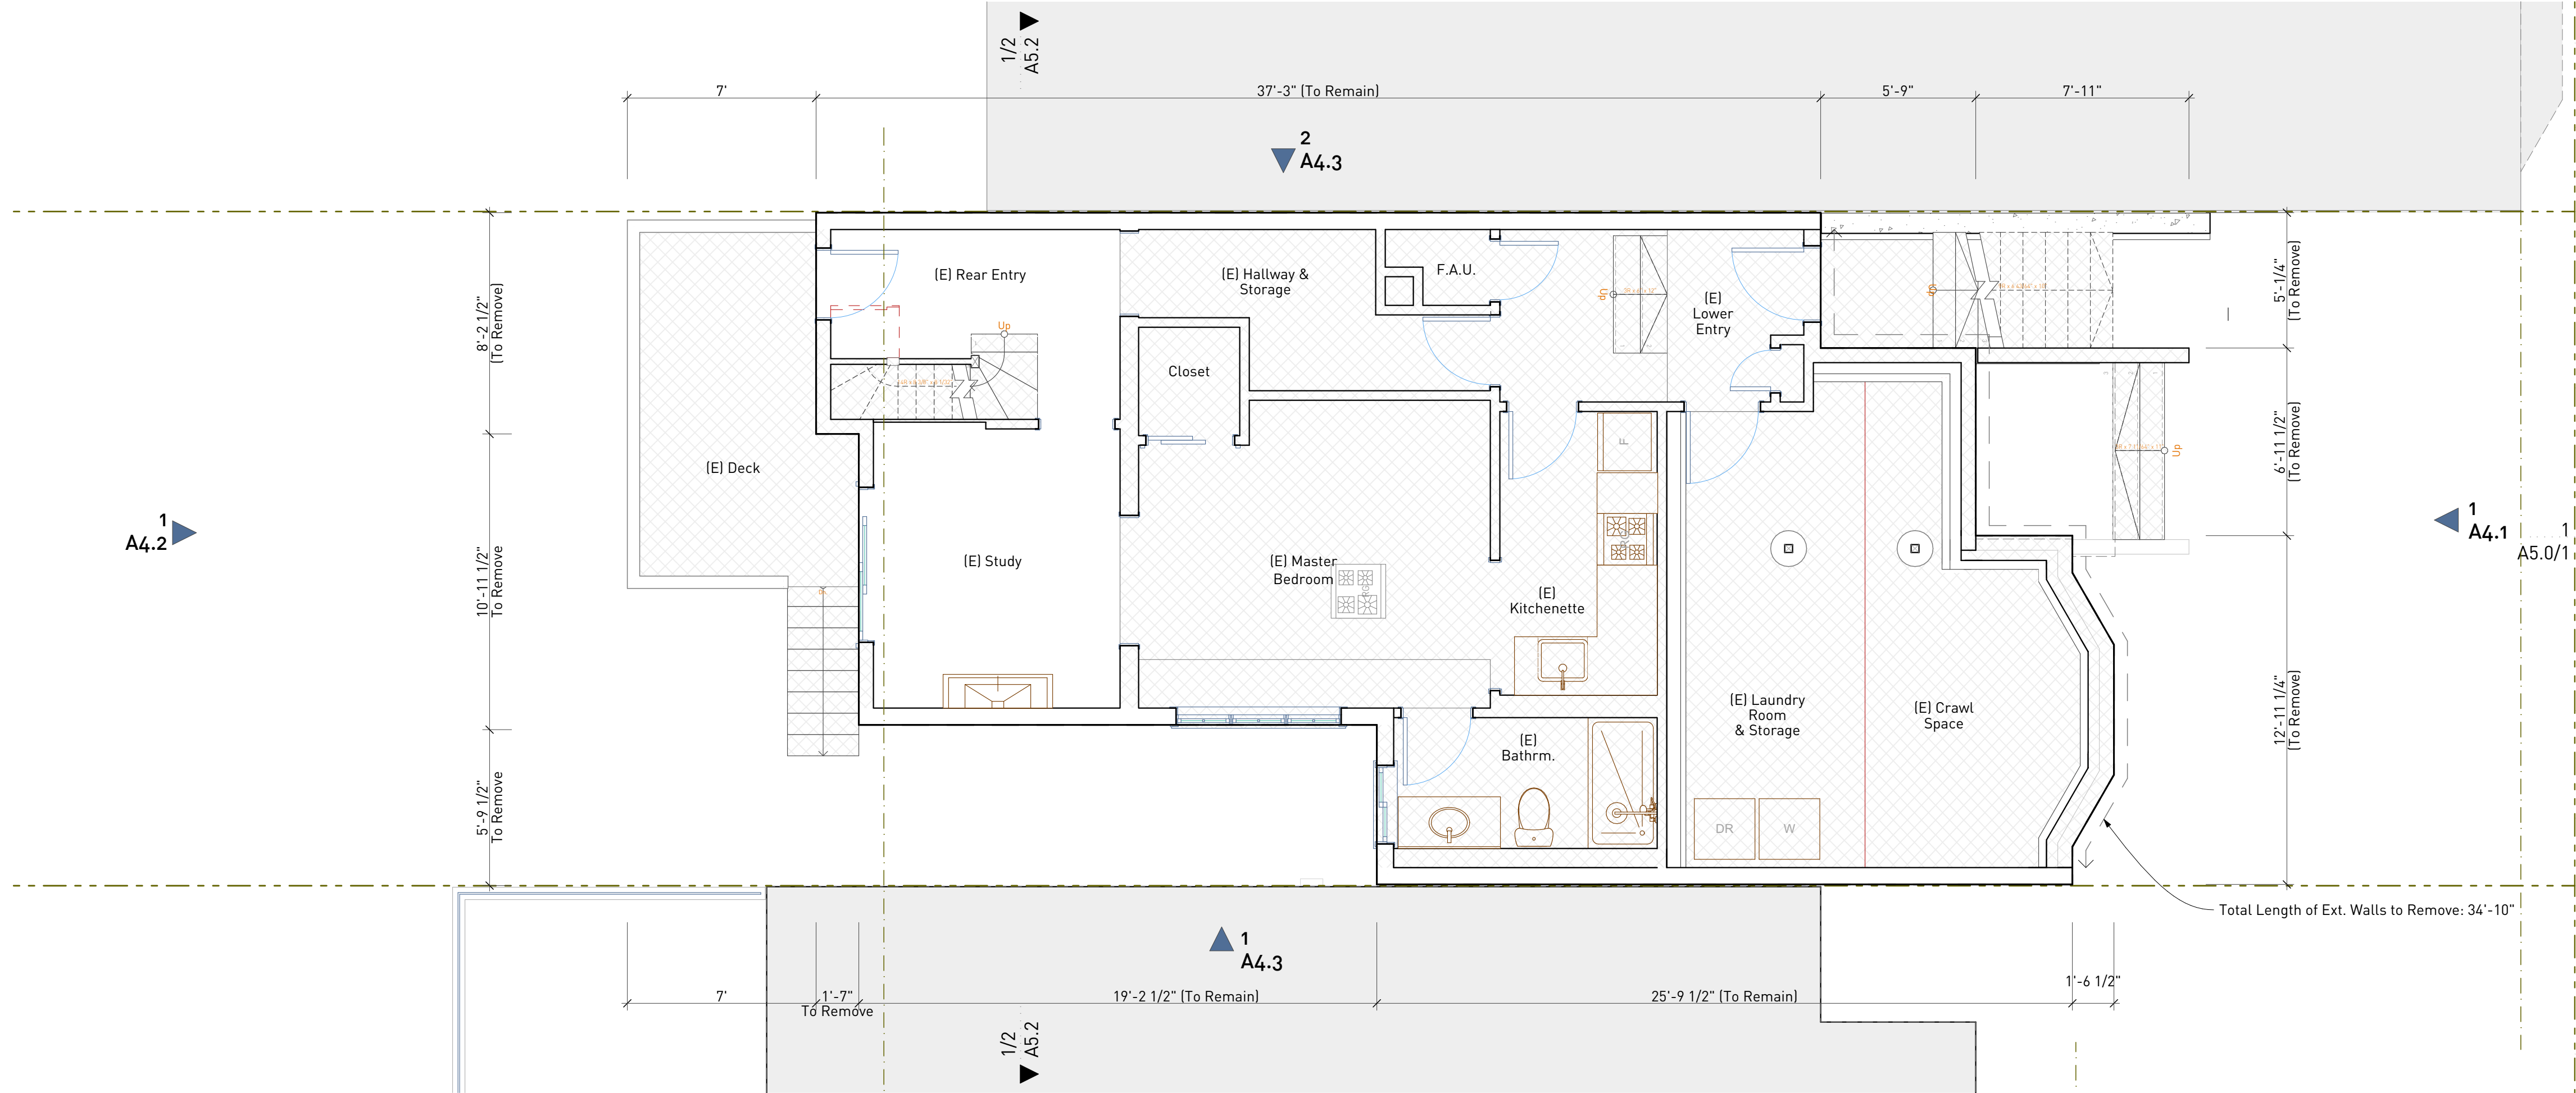 1/2
A5.2
7'
37'-3" (To Remain)
5'-9"
7'-11"
2
A4.3
8'-2 1/2"
(To Remove)
10'-11 1/2"
To Remove
5'-9 1/2"
To Remove
(E) Rear Entry
(E) Hallway &
Storage
F.A.U.
Up
(E)
Lower
Entry
Up
5'-1/4"
(To Remove)
Up
Closet
6'-11 1/2"
(To Remove)
Up
F
(E) Deck
1
A4.2
1
A4.1
1
A5.0/1
(E) Study
(E) Master
Bedroom
(E)
Kitchenette
(E) Laundry
Room
& Storage
(E) Crawl
Space
12'-11 1/4"
(To Remove)
(E)
Bathrm.
DR
W
Total Length of Ext. Walls to Remove: 34'-10"
1
A4.3
7'
1'-7"
To Remove
19'-2 1/2" (To Remain)
25'-9 1/2" (To Remain)
1'-6 1/2"
1/2
A5.2